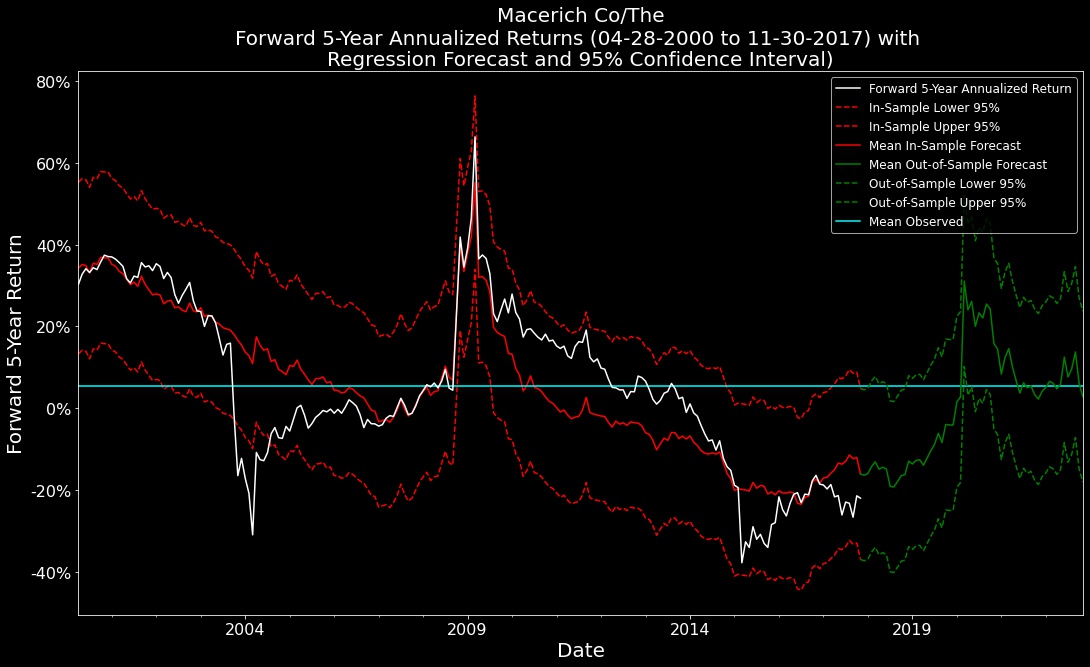 Macerich Co/The
Forward 5-Year Annualized Returns (04-28-2000 to 11-30-2017) with
Regression Forecast and 95% Confidence Interval)
Forward 5-Year Annualized Return
In-Sample Lower 95%
In-Sample Upper 95%
Mean In-Sample Forecast
Mean Out-of-Sample Forecast
Out-of-Sample Lower 95%
Out-of-Sample Upper 95%
Mean Observed
Forward 5-Year Return
80%
60%
40%
20%
0%
-20%
-40%
2004
2009
2014
2019
Date